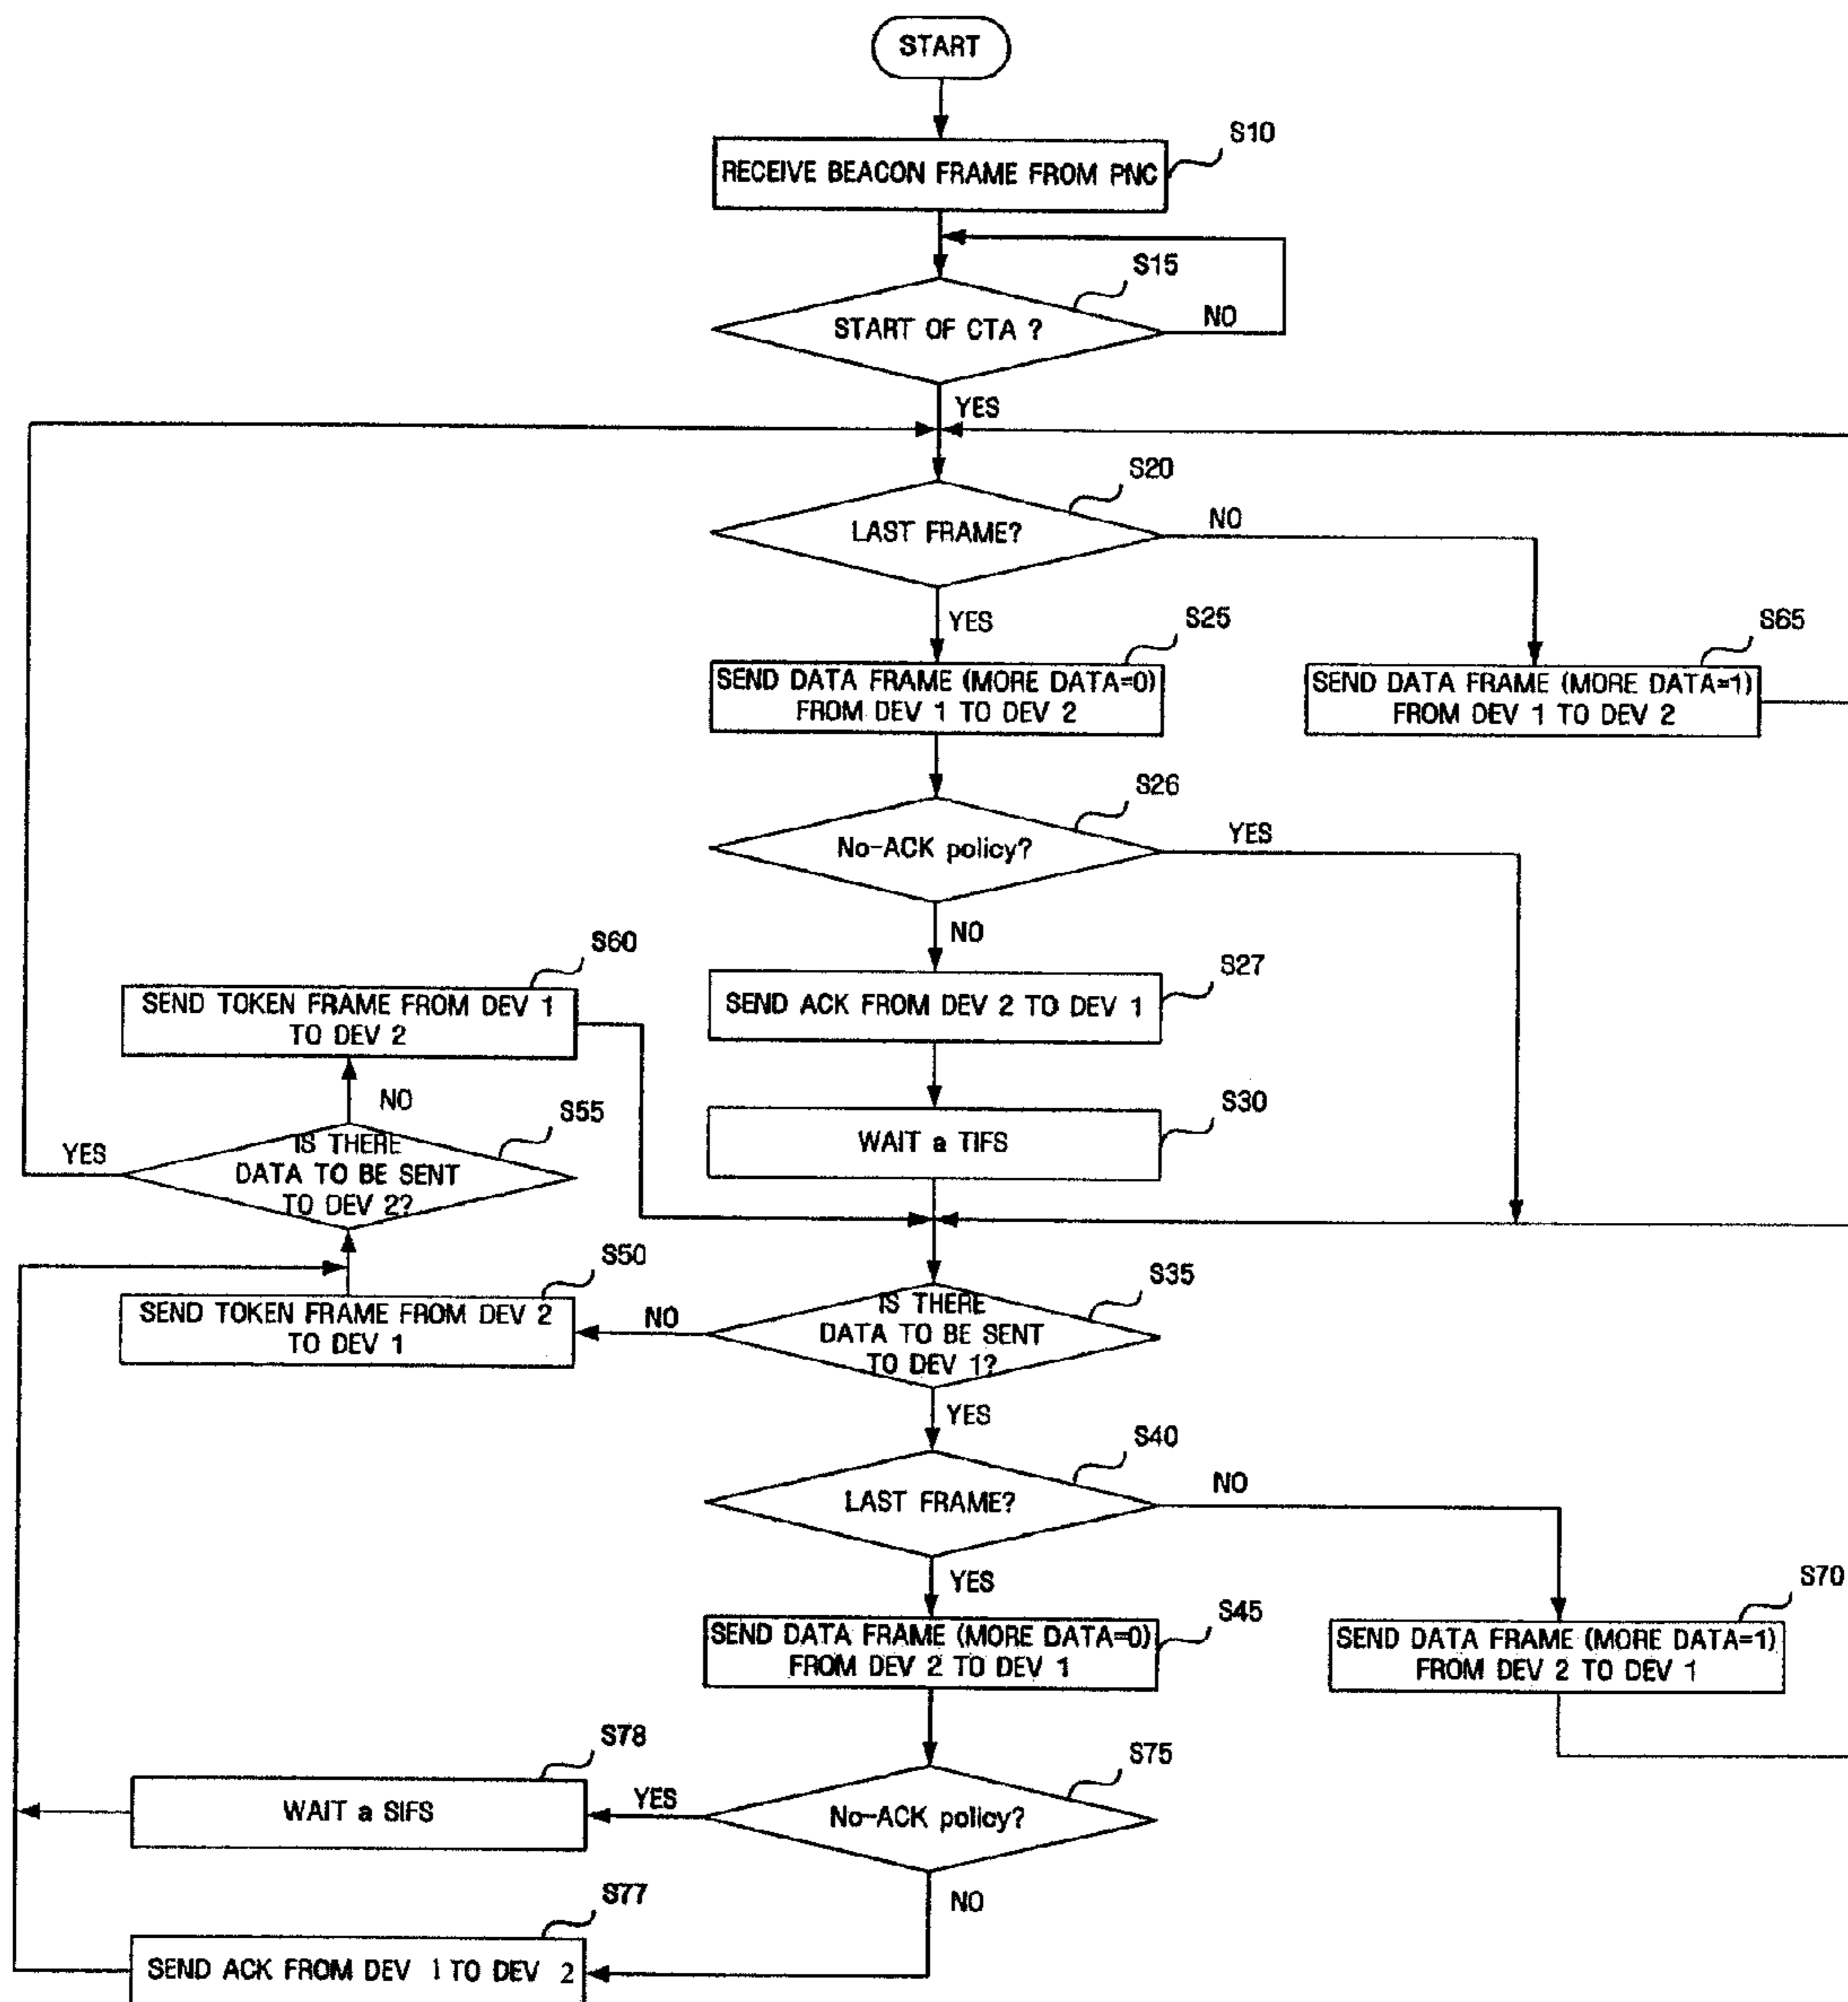 START
S10
RECEIVE BEACON FRAME FROM PNC
S15
START OF CTA ?
NO
YES
S20
LAST FRAME?
NO
YES
S25
SEND DATA FRAME (MORE DATA=0)
FROM DEV 1 TO DEV 2
S65
SEND DATA FRAME (MORE DATA=1)
FROM DEV 1 TO DEV 2
S26
No-ACK policy?
YES
NO
S60
SEND TOKEN FRAME FROM DEV 1
TO DEV 2
S27
SEND ACK FROM DEV 2 TO DEV 1
NO
S55
YES
IS THERE
DATA TO BE SENT
TO DEV 2?
S30
WAIT a TIFS
S50
SEND TOKEN FRAME FROM DEV 2
TO DEV 1
NO
S35
IS THERE
DATA TO BE SENT
TO DEV 1?
YES
S40
LAST FRAME?
NO
YES
S45
SEND DATA FRAME (MORE DATA=0)
FROM DEV 2 TO DEV 1
S70
SEND DATA FRAME (MORE DATA=1)
FROM DEV 2 TO DEV 1
S78
WAIT a SIFS
YES
S75
No-ACK policy?
NO
S77
SEND ACK FROM DEV 1 TO DEV 2